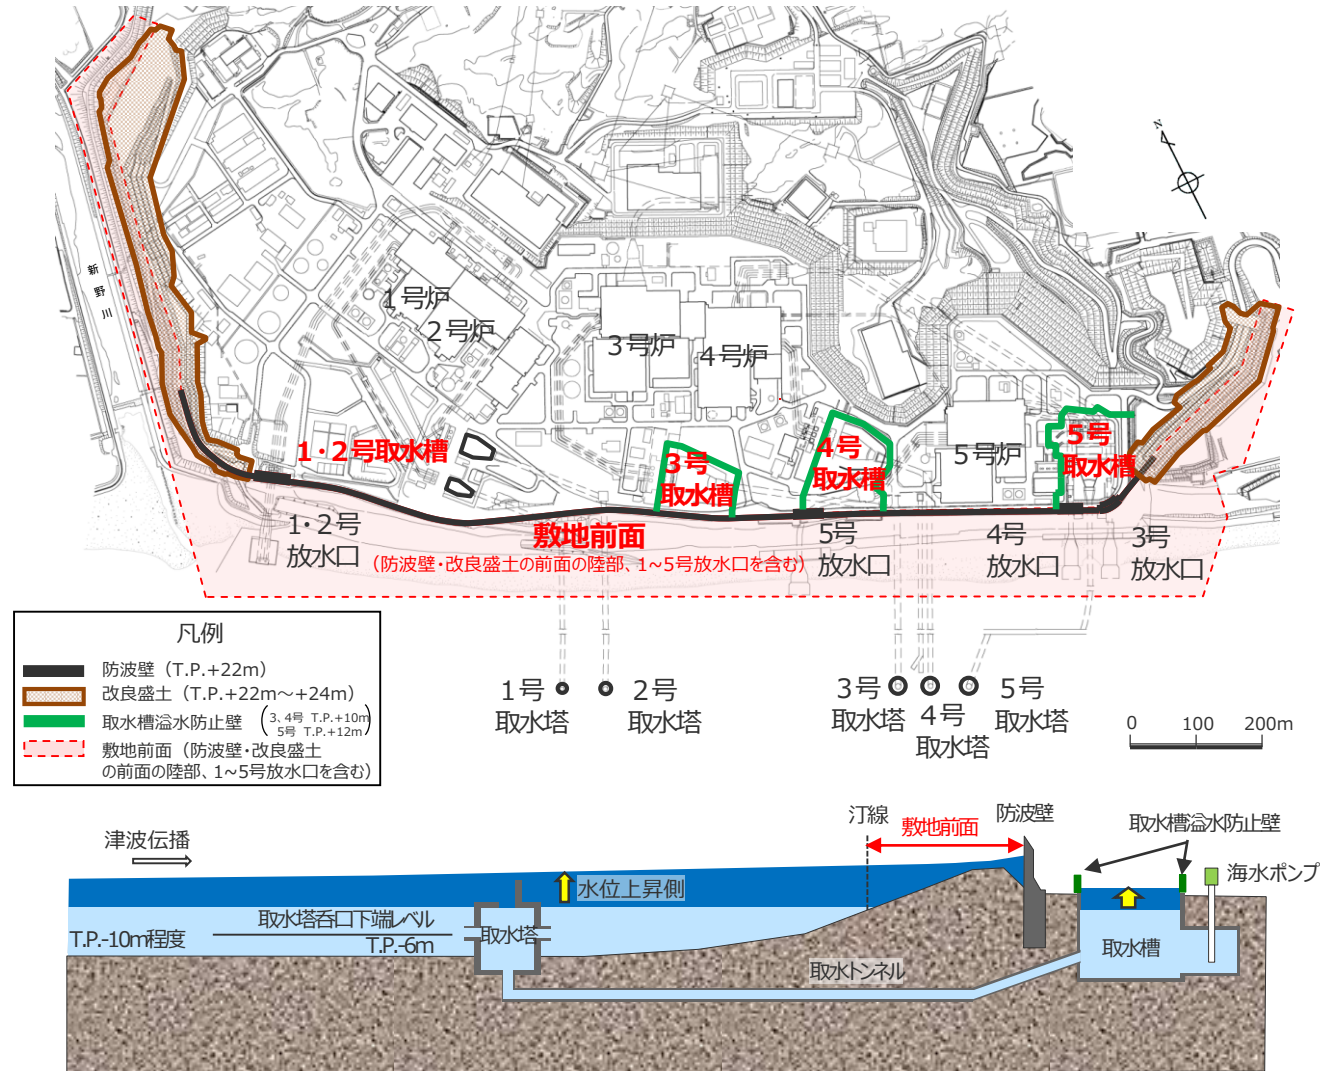 N
新野川
1号炉
2号炉
3号炉
4号炉
5号炉
1・2号取水槽
3号
取水槽
4号
取水槽
5号
取水槽
1・2号
放水口
敷地前面
(防波壁・改良盛土の前面の陸部、1~5号放水口を含む)
5号
放水口
4号
放水口
3号
放水口
凡例
防波壁(T.P.+22m)
改良盛土(T.P.+22m~+24m)
取水槽溢水防止壁(3、4号 T.P.+10m
5号 T.P.+12m)
敷地前面(防波壁・改良盛土
の前面の陸部、1~5号放水口を含む)
1号
取水塔
2号
取水塔
3号
取水塔
4号
取水塔
5号
取水塔
0 100 200m
津波伝播
汀線
敷地前面
防波壁
取水槽溢水防止壁
海水ポンプ
水位上昇側
取水塔呑口下端レベル
T.P.-6m
T.P.-10m程度
取水塔
取水トンネル
取水槽